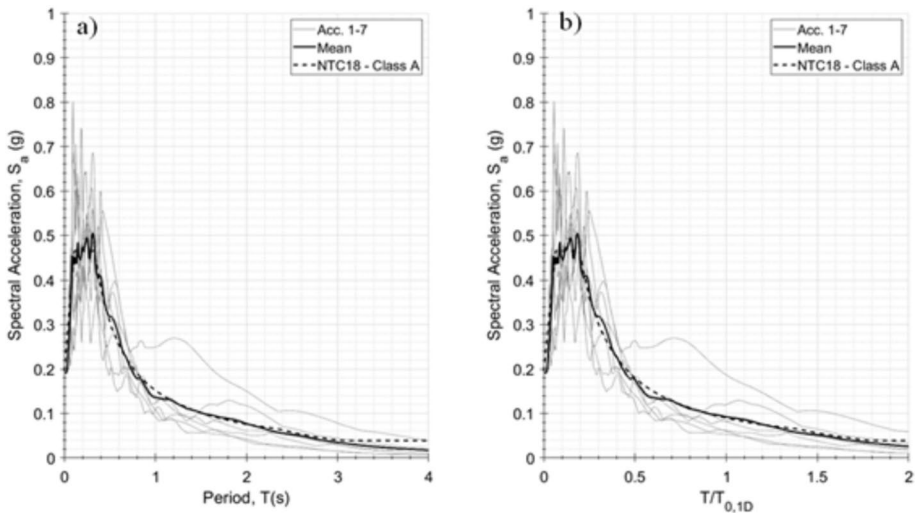 a)
Acc. 1-7
Mean
NTC18 - Class A
Spectral Acceleration, Sa (g)
1
0.9
0.8
0.7
0.6
0.5
0.4
0.3
0.2
0.1
0
0 1 2 3 4
Period, T(s)
b)
Acc. 1-7
Mean
NTC18 - Class A
Spectral Acceleration, Sa (g)
1
0.9
0.8
0.7
0.6
0.5
0.4
0.3
0.2
0.1
0
0 0.5 1 1.5 2
T/T0,1D